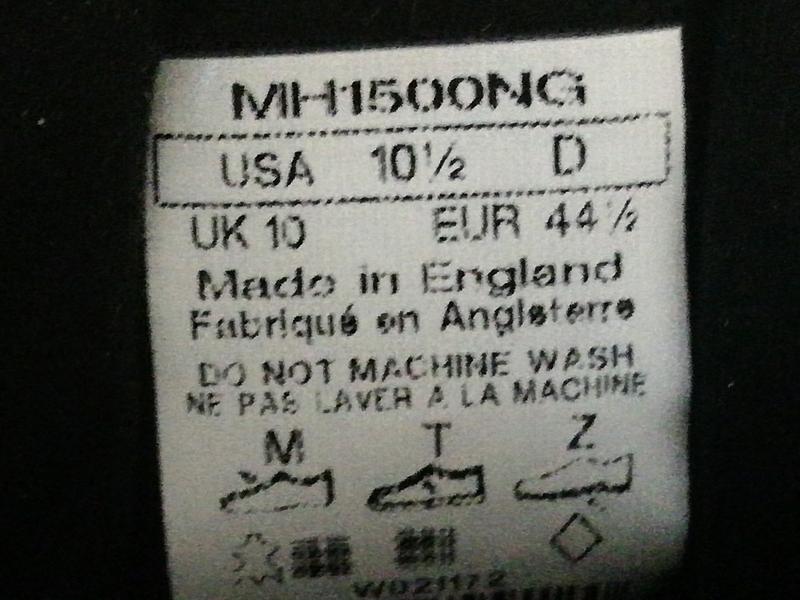 MH1500NG
USA 10½ D
UK 10 EUR 44½
Made in England
Fabriqué en Angleterre
DO NOT MACHINE WASH
NE PAS LAVER A LA MACHINE
M T Z
W021172